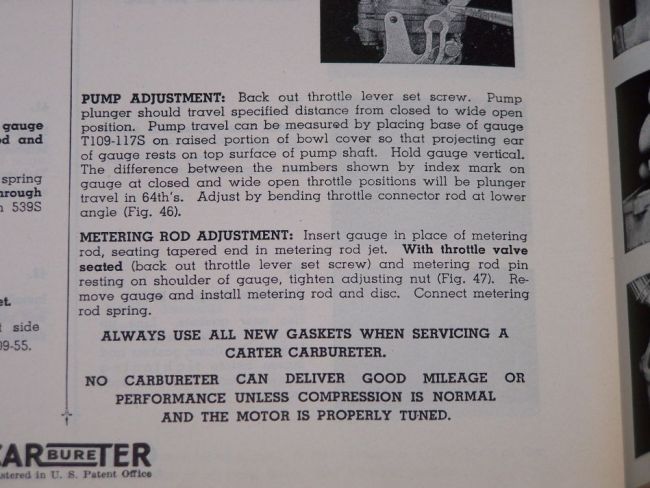 gauge
and
spring
through
539S
side
09-55.
PUMP ADJUSTMENT: Back out throttle lever set screw. Pump
plunger should travel specified distance from closed to wide open
position. Pump travel can be measured by placing base of gauge
T109-117S on raised portion of bowl cover so that projecting ear
of gauge rests on top surface of pump shaft. Hold gauge vertical.
The difference between the numbers shown by index mark on
gauge at closed and wide open throttle positions will be plunger
travel in 64th's. Adjust by bending throttle connector rod at lower
angle (Fig. 46).
METERING ROD ADJUSTMENT: Insert gauge in place of metering
rod, seating tapered end in metering rod jet. With throttle valve
seated (back out throttle lever set screw) and metering rod pin
resting on shoulder of gauge, tighten adjusting nut (Fig. 47). Re-
move gauge and install metering rod and disc. Connect metering
rod spring.
ALWAYS USE ALL NEW GASKETS WHEN SERVICING A
CARTER CARBURETER.
NO CARBURETER CAN DELIVER GOOD MILEAGE OR
PERFORMANCE UNLESS COMPRESSION IS NORMAL
AND THE MOTOR IS PROPERLY TUNED.
CARBURETER
stered in U. S. Patent Office